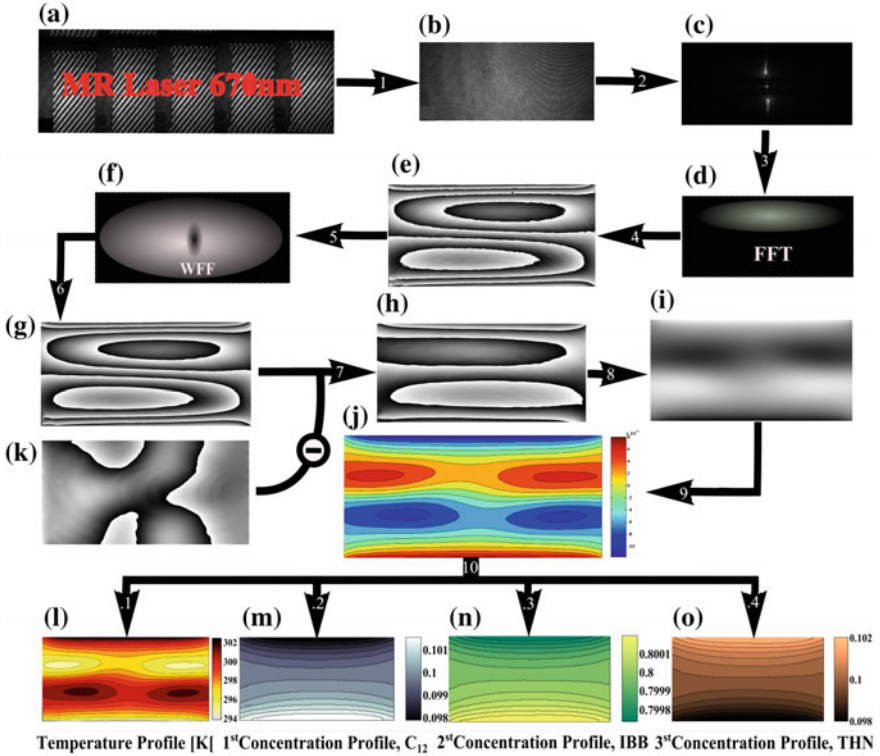 (a)
(b)
(c)
MR Laser 670nm
1
2
3
(f)
(e)
(d)
WFF
5
4
FFT
6
(g)
(h)
(i)
7
8
(k)
(j)
9
10
.1
.2
.3
.4
(l)
(m)
(n)
(o)
302
300
298
296
294
0.101
0.1
0.099
0.098
0.8001
0.8
0.7999
0.7998
0.102
0.1
0.098
Temperature Profile [K[
1stConcentration Profile, C12
2stConcentration Profile, IBB
3stConcentration Profile, THN